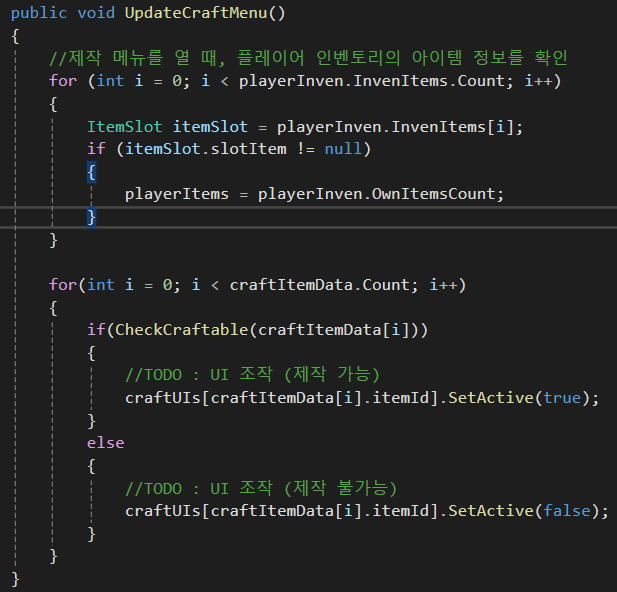 public void UpdateCraftMenu()
{
//제작 메뉴를 열 때, 플레이어 인벤토리의 아이템 정보를 확인
for (int i = 0; i < playerInven.InvenItems.Count; i++)
{
ItemSlot itemSlot = playerInven.InvenItems[i];
if (itemSlot.slotItem != null)
{
playerItems = playerInven.OwnItemsCount;
}
}
for(int i = 0; i < craftItemData.Count; i++)
{
if(CheckCraftable(craftItemData[i]))
{
//TODO : UI 조작 (제작 가능)
craftUIs[craftItemData[i].itemId].SetActive(true);
}
else
{
//TODO : UI 조작 (제작 불가능)
craftUIs[craftItemData[i].itemId].SetActive(false);
}
}
}